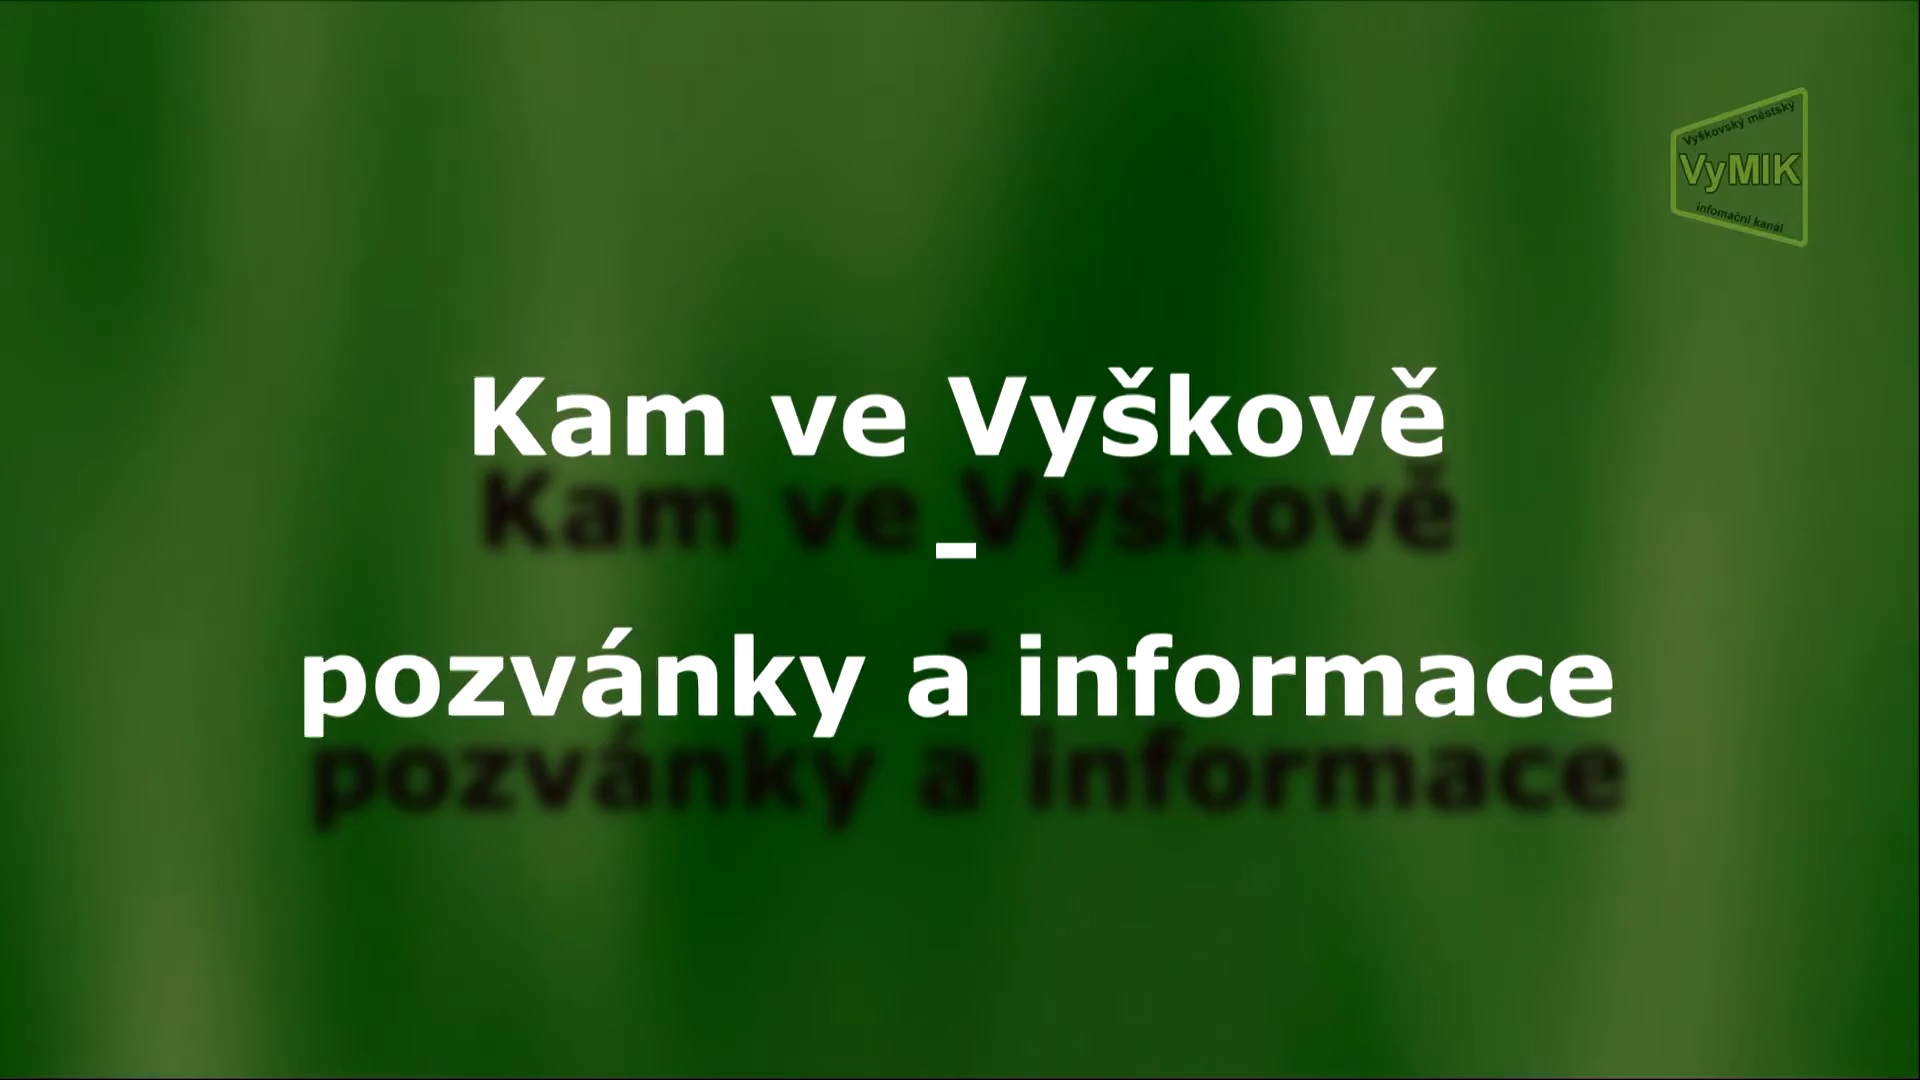 Vyškovský městský
VyMIK
infomační kanál
Kam ve Vyškově
-
pozvánky a informace